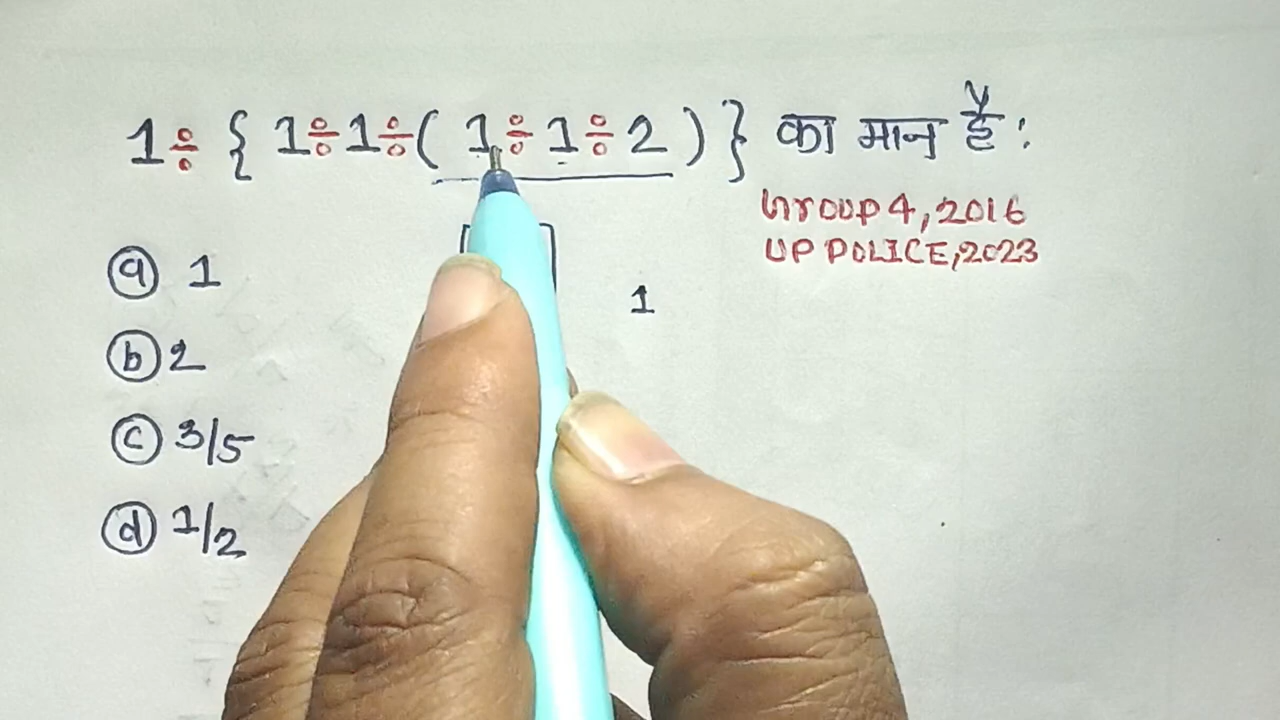 1 ÷ { 1 ÷ 1 ÷ ( 1 ÷ 1 ÷ 2 ) } का मान है :
Group 4, 2016
UP POLICE, 2023
(a) 1
1
(b) 2
(c) 3/5
(d) 1/2